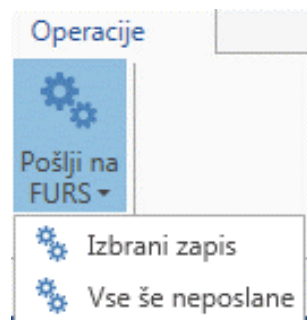 Operacije
Pošlji na
FURS
Izbrani zapis
Vse še neposlane